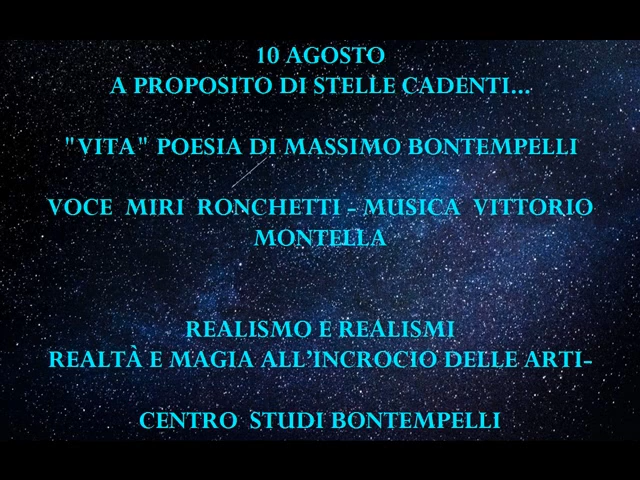 10 AGOSTO
A PROPOSITO DI STELLE CADENTI...
"VITA" POESIA DI MASSIMO BONTEMPELLI
VOCE MIRI RONCHETTI - MUSICA VITTORIO
MONTELLA
REALISMO E REALISMI
REALTÀ E MAGIA ALL'INCROCIO DELLE ARTI-
CENTRO STUDI BONTEMPELLI